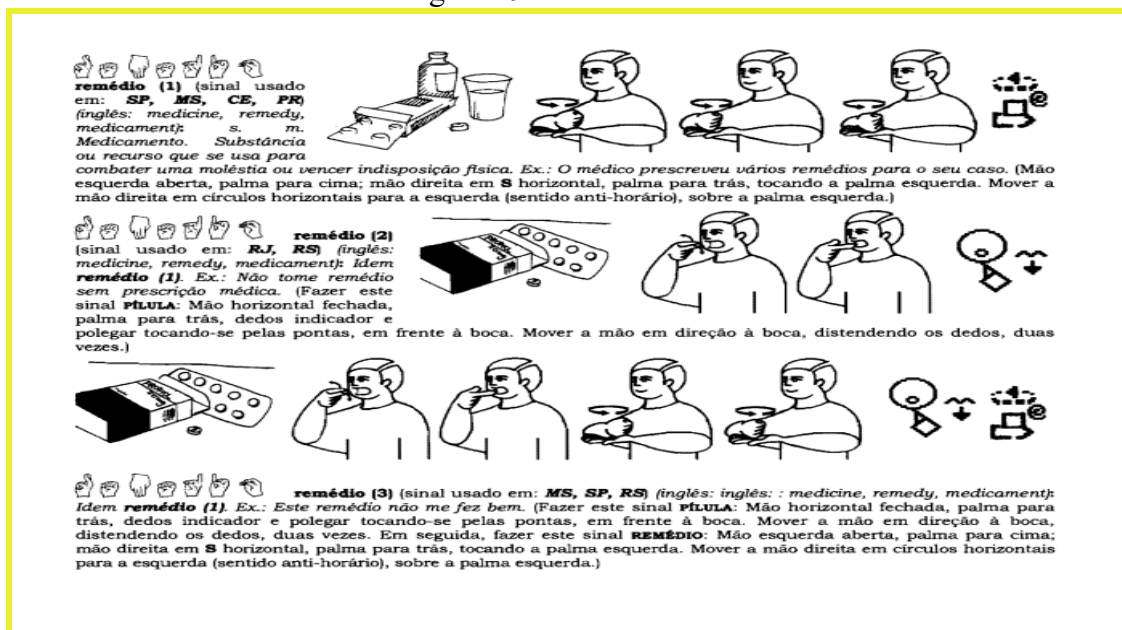 remédio (1) (sinal usado
em: SP, MS, CE, PR)
(inglês: medicine, remedy,
medicament): s. m.
Medicamento. Substância
ou recurso que se usa para
combater uma moléstia ou vencer indisposição física. Ex.: O médico prescreveu vários remédios para o seu caso. (Mão
esquerda aberta, palma para cima; mão direita em S horizontal, palma para trás, tocando a palma esquerda. Mover a
mão direita em círculos horizontais para a esquerda (sentido anti-horário), sobre a palma esquerda.)
remédio (2)
(sinal usado em: RJ, RS) (inglês:
medicine, remedy, medicament): Idem
remédio (1). Ex.: Não tome remédio
sem prescrição médica. (Fazer este
sinal PÍLULA: Mão horizontal fechada,
palma para trás, dedos indicador e
polegar tocando-se pelas pontas, em frente à boca. Mover a mão em direção à boca, distendendo os dedos, duas
vezes.)
remédio (3) (sinal usado em: MS, SP, RS) (inglês: inglês: : medicine, remedy, medicament):
Idem remédio (1). Ex.: Este remédio não me fez bem. (Fazer este sinal PÍLULA: Mão horizontal fechada, palma para
trás, dedos indicador e polegar tocando-se pelas pontas, em frente à boca. Mover a mão em direção à boca,
distendendo os dedos, duas vezes. Em seguida, fazer este sinal REMÉDIO: Mão esquerda aberta, palma para cima;
mão direita em S horizontal, palma para trás, tocando a palma esquerda. Mover a mão direita em círculos horizontais
para a esquerda (sentido anti-horário), sobre a palma esquerda.)